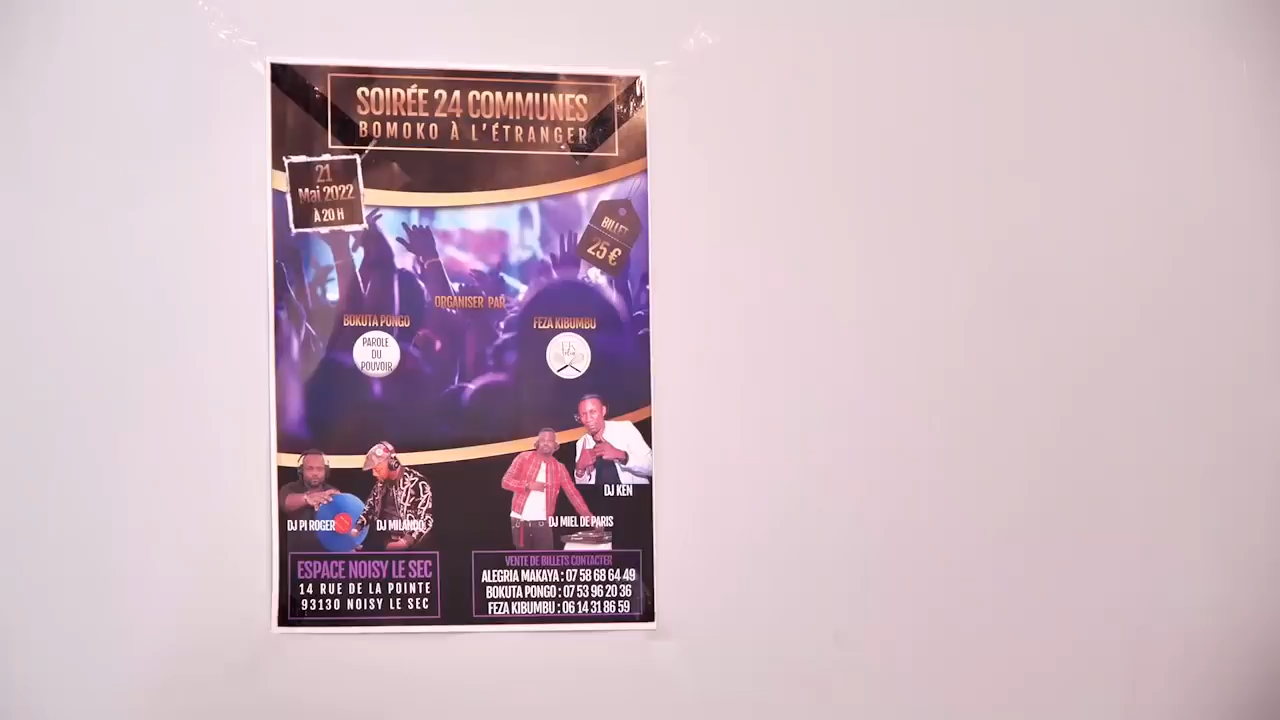 SOIRÉE 24 COMMUNES
BOMOKO À L'ÉTRANGER
21
Mai 2022
À 20 H
BILLET
25 €
ORGANISER PAR
BOKUTA PONGO
PAROLE
DU
POUVOIR
FEZA KIBUMBU
DJ KEN
DJ PI ROGER
DJ MILANDO
DJ MIEL DE PARIS
ESPACE NOISY LE SEC
14 RUE DE LA POINTE
93130 NOISY LE SEC
VENTE DE BILLETS CONTACTER
ALEGRIA MAKAYA : 07 58 68 64 49
BOKUTA PONGO : 07 53 96 20 36
FEZA KIBUMBU : 06 14 31 86 59